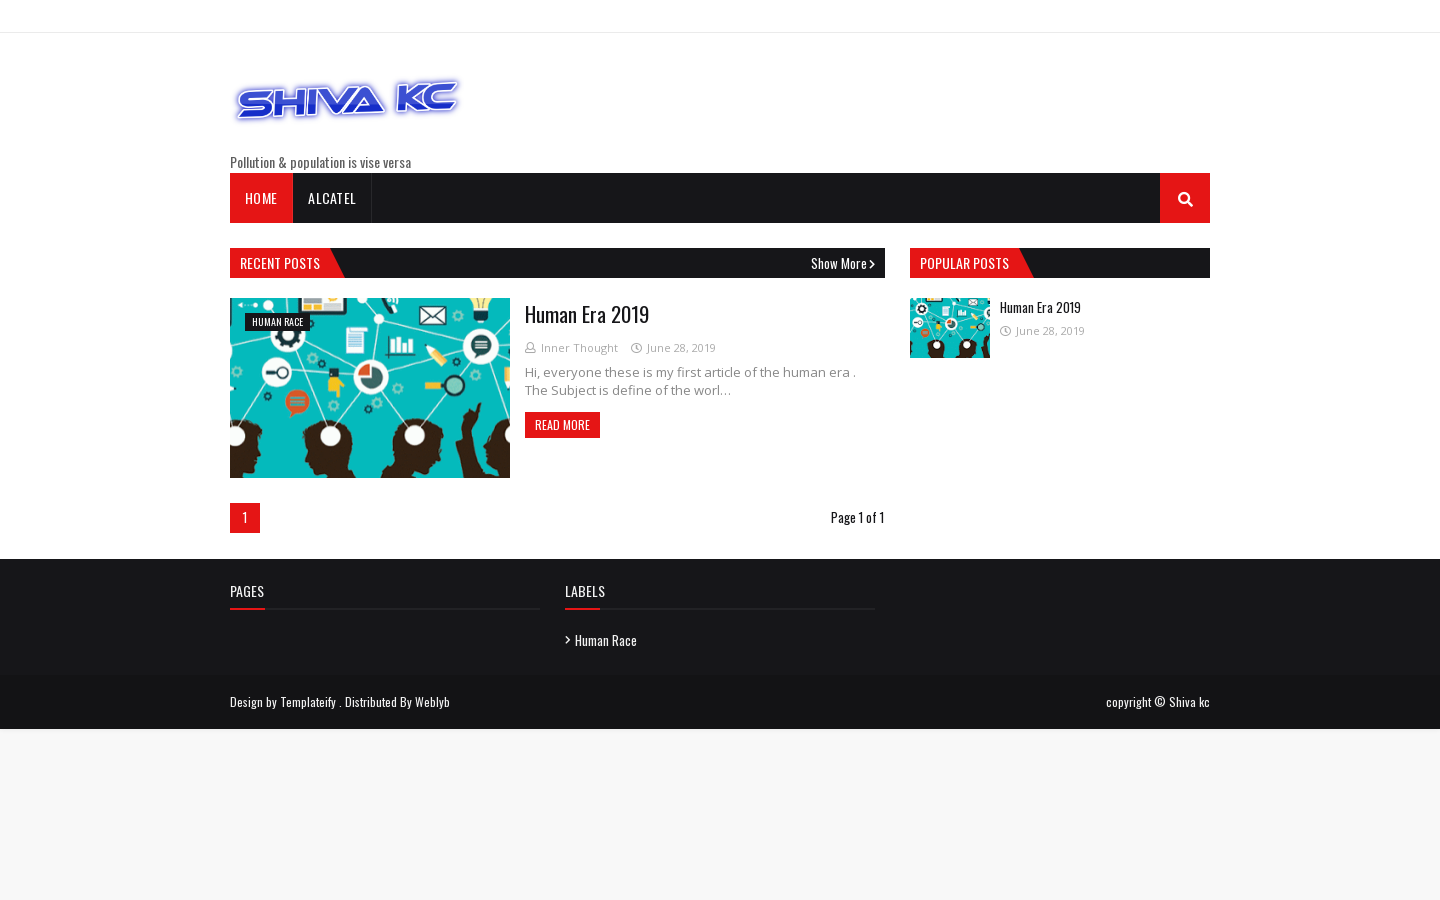 SHIVA KC
Pollution & population is vise versa
HOME
ALCATEL
RECENT POSTS
Show More
POPULAR POSTS
HUMAN RACE
Human Era 2019
Inner Thought
June 28, 2019
Hi, everyone these is my first article of the human era .
The Subject is define of the worl…
READ MORE
Human Era 2019
June 28, 2019
1
Page 1 of 1
PAGES
LABELS
Human Race
Design by Templateify . Distributed By Weblyb
copyright © Shiva kc